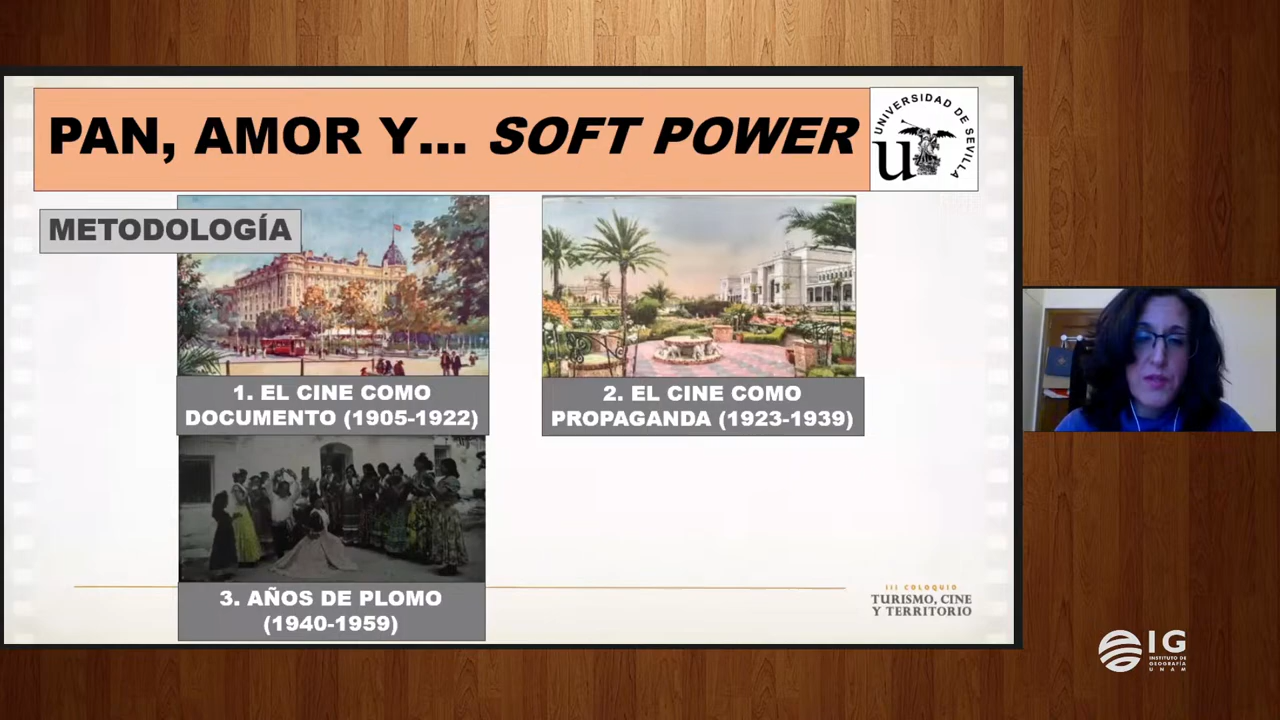 PAN, AMOR Y... SOFT POWER
UNIVERSIDAD DE SEVILLA
METODOLOGÍA
1. EL CINE COMO
DOCUMENTO (1905-1922)
2. EL CINE COMO
PROPAGANDA (1923-1939)
3. AÑOS DE PLOMO
(1940-1959)
III COLOQUIO
TURISMO, CINE
Y TERRITORIO
IG
INSTITUTO DE
GEOGRAFÍA
UNAM